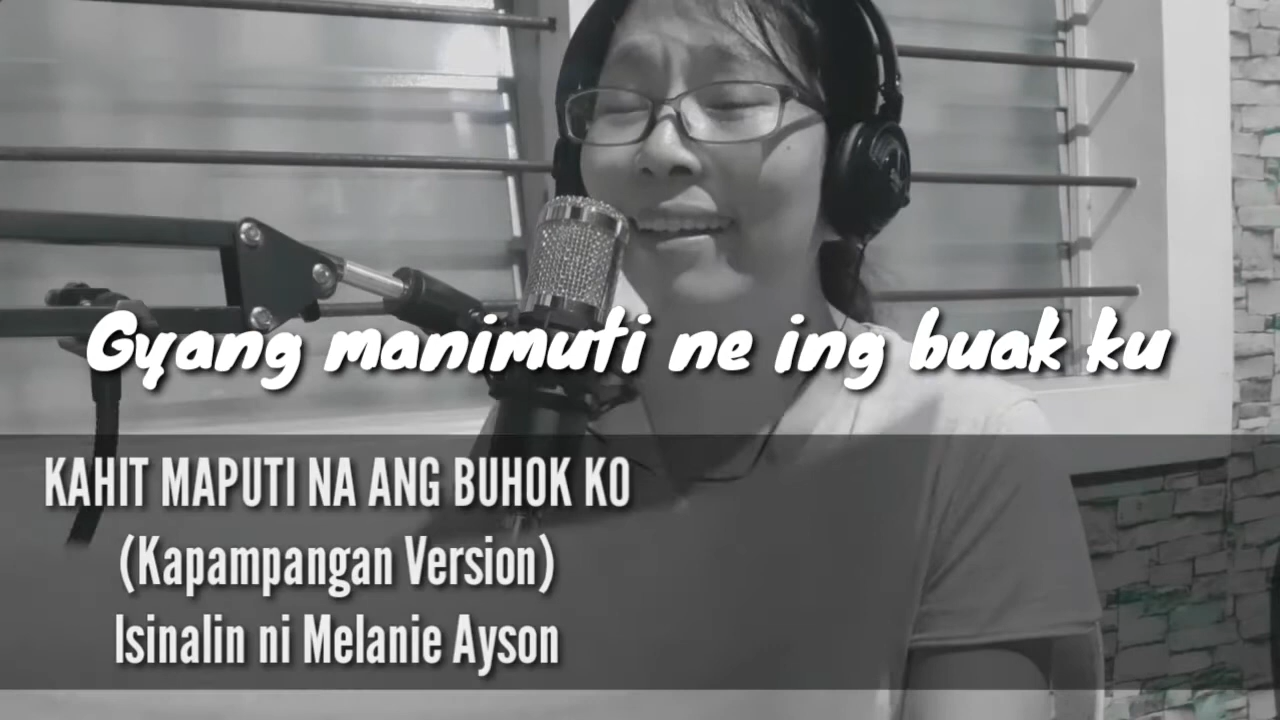 Gyang manimuti ne ing buak ku
KAHIT MAPUTI NA ANG BUHOK KO
(Kapampangan Version)
Isinalin ni Melanie Ayson